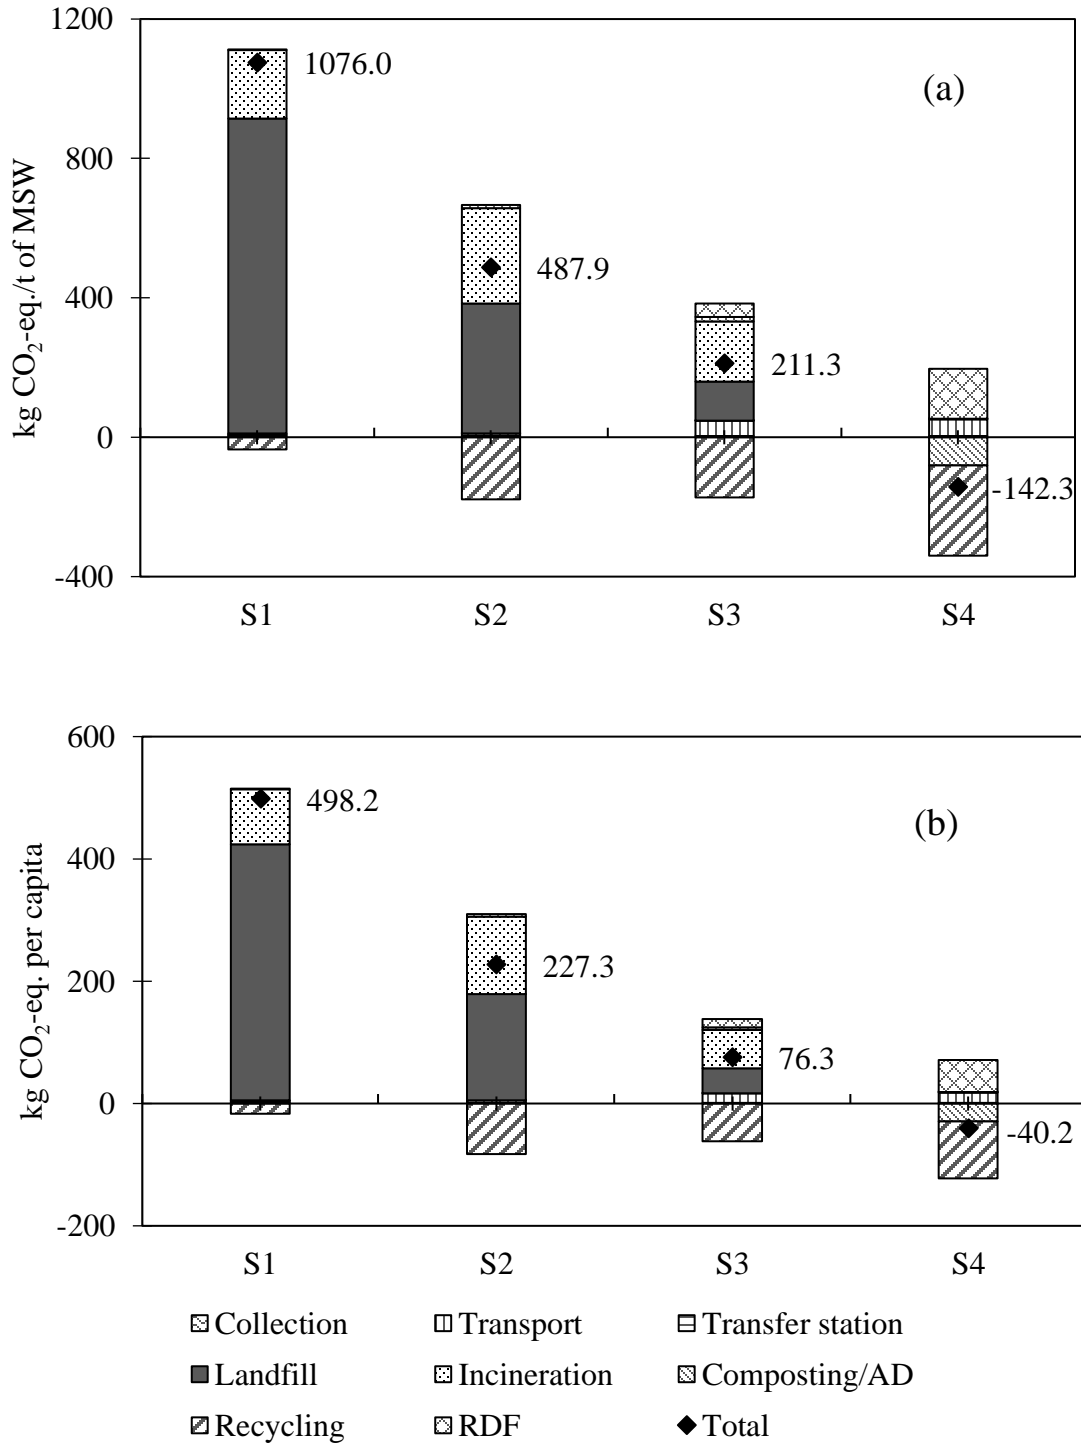 1200
800
400
0
-400
kg CO₂-eq./t of MSW
(a)
1076.0
487.9
211.3
-142.3
S1 S2 S3 S4
600
400
200
0
-200
kg CO₂-eq. per capita
(b)
498.2
227.3
76.3
-40.2
S1 S2 S3 S4
Collection Transport Transfer station
Landfill Incineration Composting/AD
Recycling RDF Total